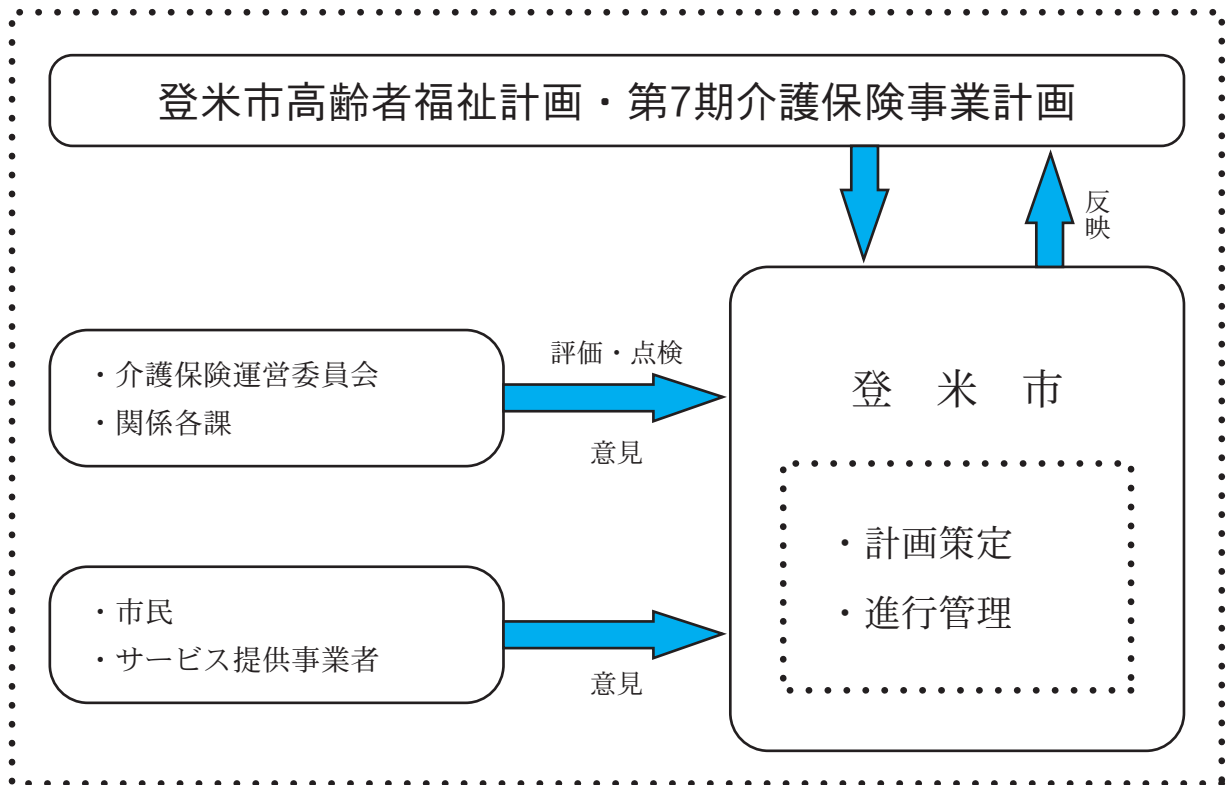 登米市高齢者福祉計画・第7期介護保険事業計画
反映
・介護保険運営委員会
・関係各課
評価・点検
意見
登米市
・計画策定
・進行管理
・市民
・サービス提供事業者
意見